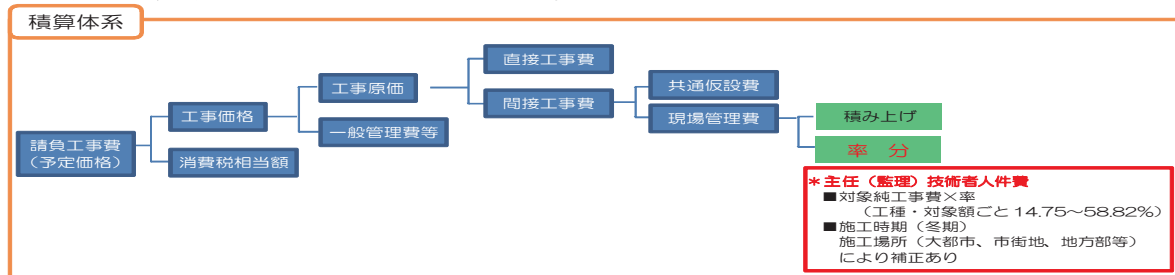 積算体系
直接工事費
工事原価
共通仮設費
工事価格
間接工事費
現場管理費
積み上げ
一般管理費等
請負工事費
（予定価格）
消費税相当額
率　分
＊主任（監理）技術者人件費
■対象純工事費×率
（工種・対象額ごと14.75～58.82%）
■施工時期（冬期）
施工場所（大都市、市街地、地方部等）
により補正あり